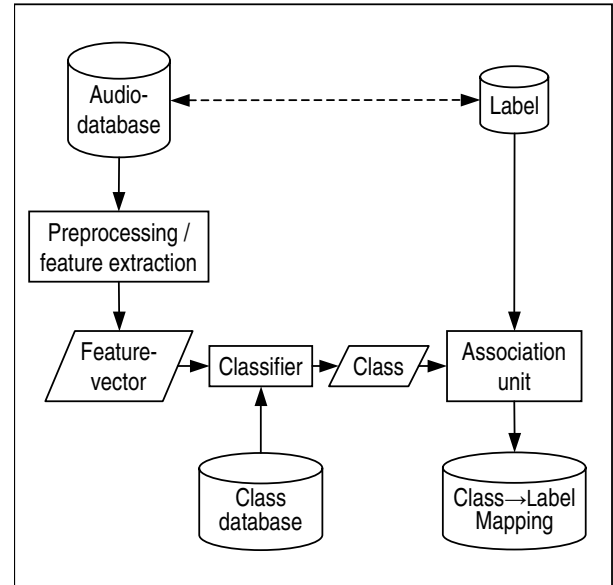 Audio-
database
Label
Preprocessing /
feature extraction
Feature-
vector
Classifier
Class
Association
unit
Class
database
Class→Label
Mapping